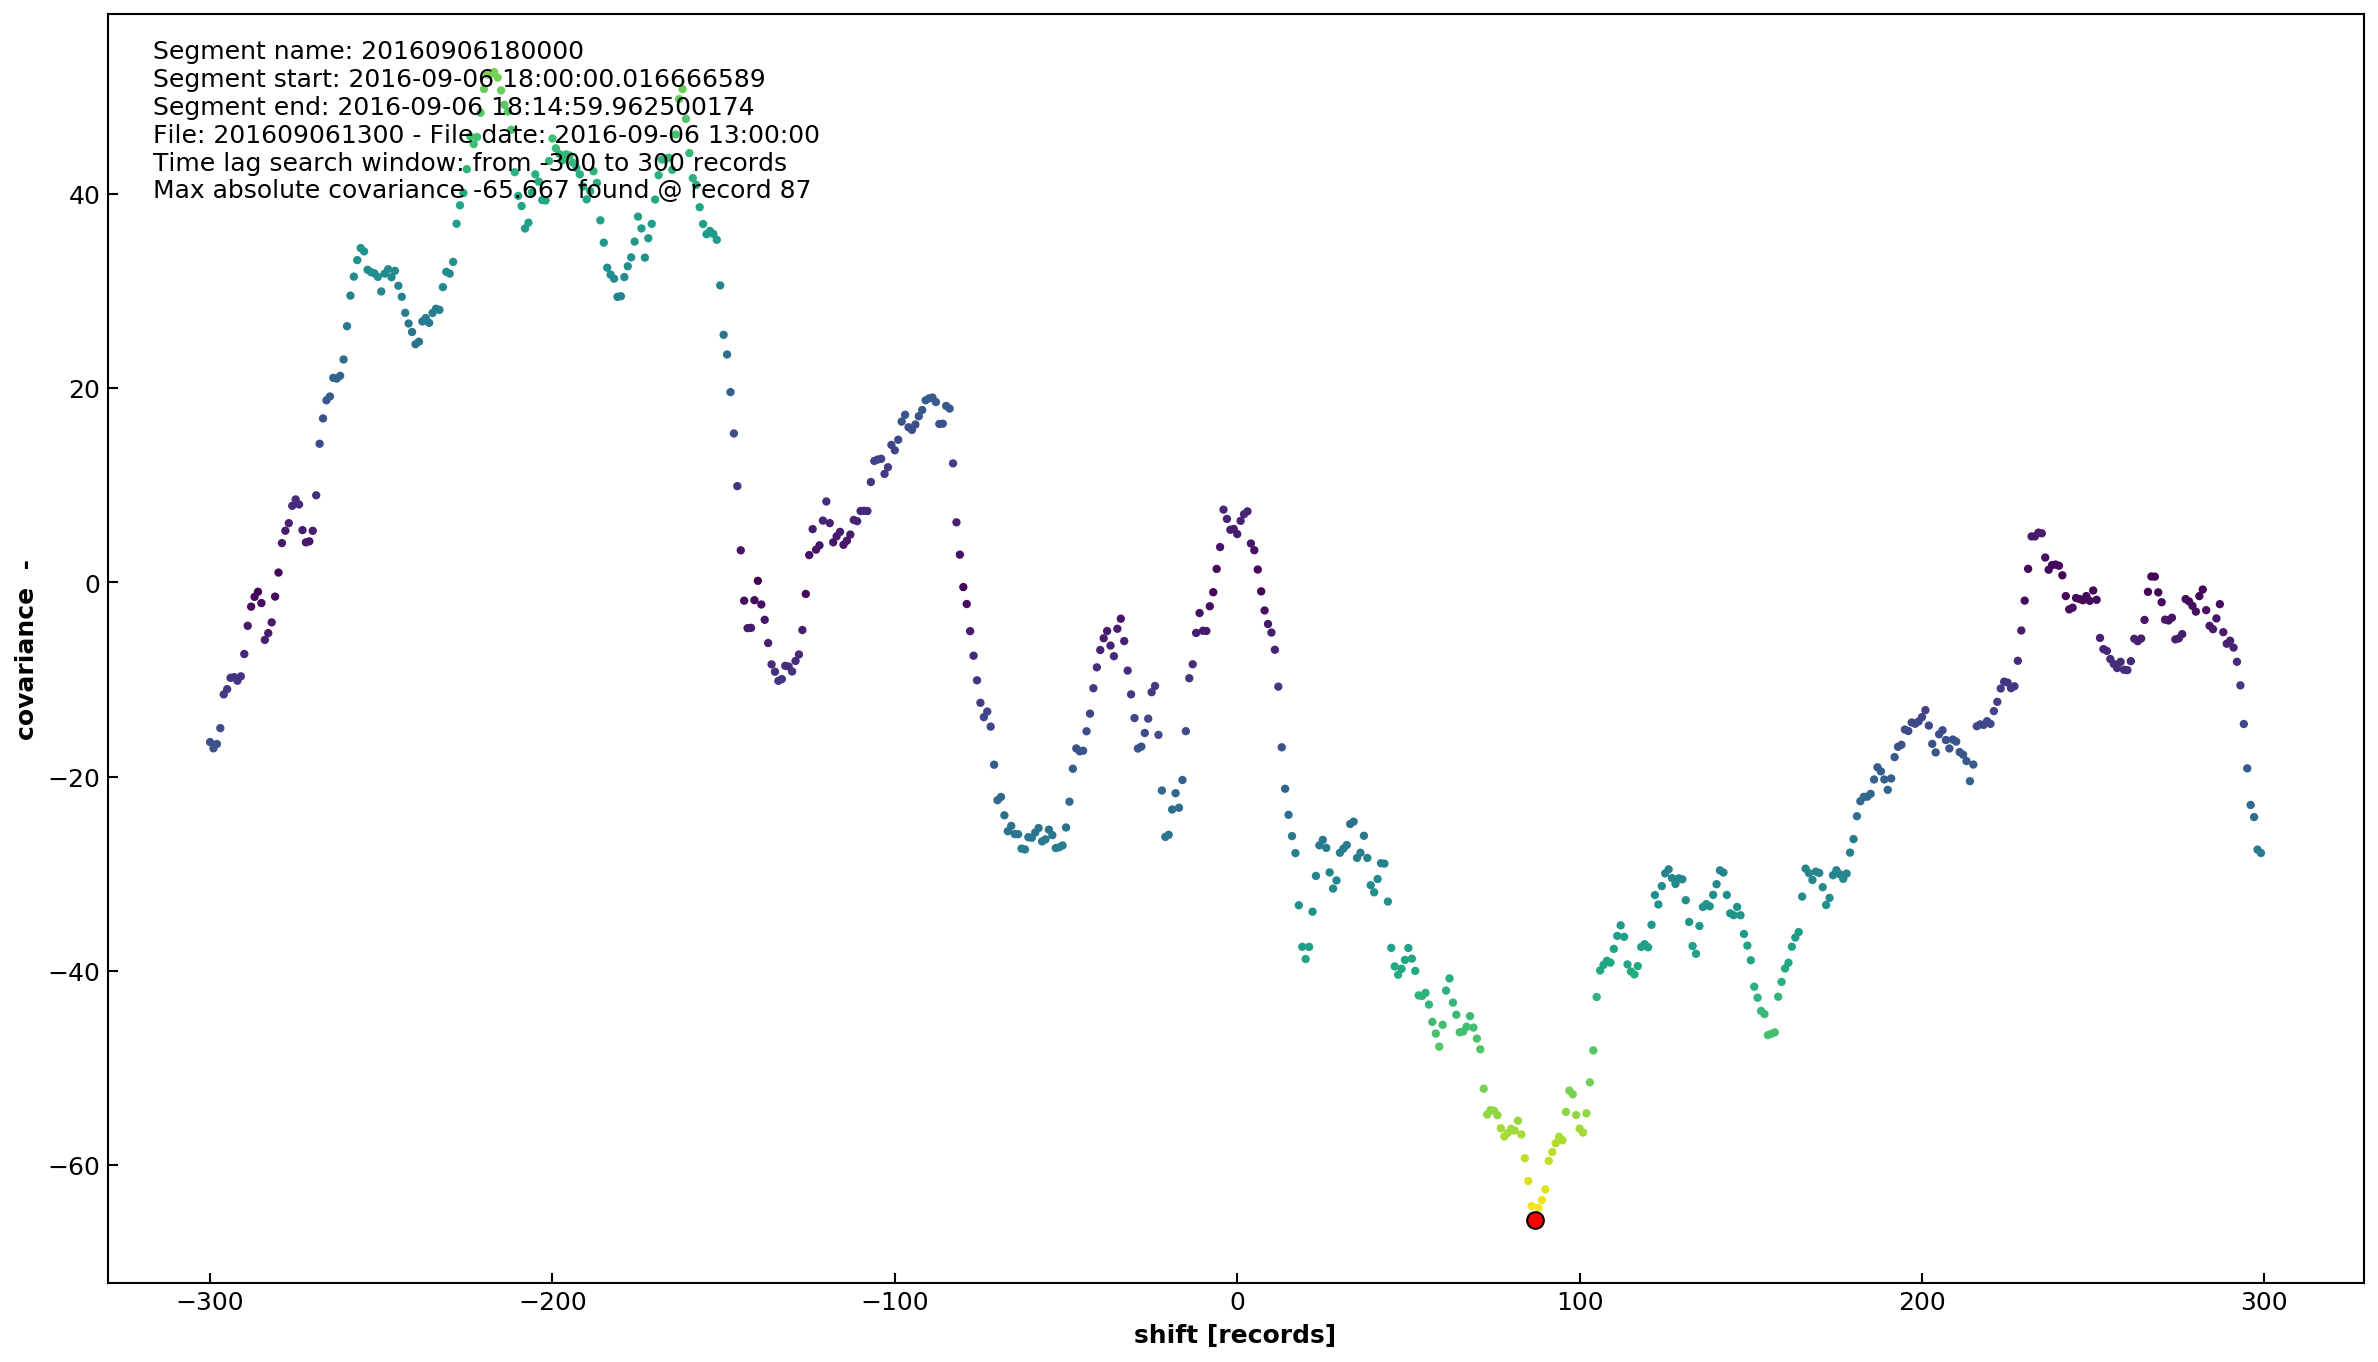 Segment name: 20160906180000
Segment start: 2016-09-06 18:00:00.016666589
Segment end: 2016-09-06 18:14:59.962500174
File: 201609061300 - File date: 2016-09-06 13:00:00
Time lag search window: from -300 to 300 records
Max absolute covariance -65.667 found @ record 87
40
20
0
−20
−40
−60
covariance -
−300 −200 −100 0 100 200 300
shift [records]